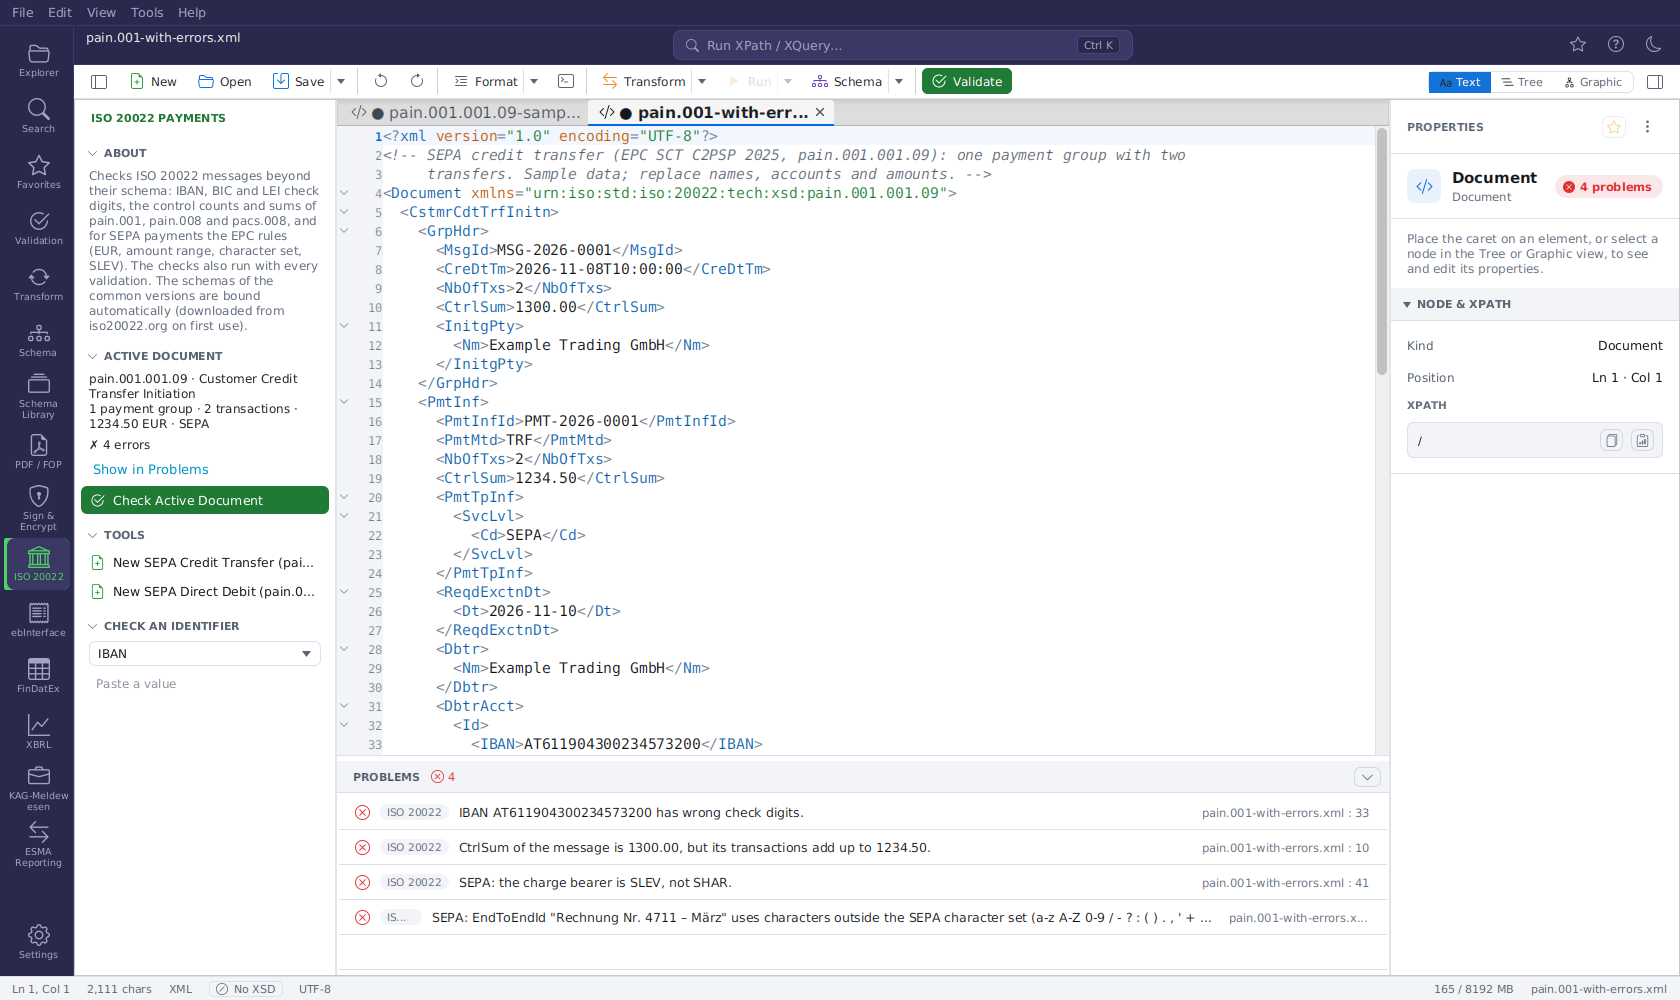 File Edit View Tools Help
pain.001-with-errors.xml
Run XPath / XQuery... Ctrl K
New Open Save Format Transform Run Schema Validate Aa Text Tree Graphic
Explorer
Search
Favorites
Validation
Transform
Schema
Schema
Library
PDF / FOP
Sign &
Encrypt
ISO 20022
ebInterface
FinDatEx
XBRL
KAG-Meldew
esen
ESMA
Reporting
Settings
ISO 20022 PAYMENTS
ABOUT
Checks ISO 20022 messages beyond
their schema: IBAN, BIC and LEI check
digits, the control counts and sums of
pain.001, pain.008 and pacs.008, and
for SEPA payments the EPC rules
(EUR, amount range, character set,
SLEV). The checks also run with every
validation. The schemas of the
common versions are bound
automatically (downloaded from
iso20022.org on first use).
ACTIVE DOCUMENT
pain.001.001.09 · Customer Credit
Transfer Initiation
1 payment group · 2 transactions ·
1234.50 EUR · SEPA
✗ 4 errors
Show in Problems
Check Active Document
TOOLS
New SEPA Credit Transfer (pai...
New SEPA Direct Debit (pain.0...
CHECK AN IDENTIFIER
IBAN
Paste a value
</> ● pain.001.001.09-samp... </> ● pain.001-with-err... ×
1 <?xml version="1.0" encoding="UTF-8"?>
2 <!-- SEPA credit transfer (EPC SCT C2PSP 2025, pain.001.001.09): one payment group with two
3 transfers. Sample data; replace names, accounts and amounts. -->
4 <Document xmlns="urn:iso:std:iso:20022:tech:xsd:pain.001.001.09">
5 <CstmrCdtTrfInitn>
6 <GrpHdr>
7 <MsgId>MSG-2026-0001</MsgId>
8 <CreDtTm>2026-11-08T10:00:00</CreDtTm>
9 <NbOfTxs>2</NbOfTxs>
10 <CtrlSum>1300.00</CtrlSum>
11 <InitgPty>
12 <Nm>Example Trading GmbH</Nm>
13 </InitgPty>
14 </GrpHdr>
15 <PmtInf>
16 <PmtInfId>PMT-2026-0001</PmtInfId>
17 <PmtMtd>TRF</PmtMtd>
18 <NbOfTxs>2</NbOfTxs>
19 <CtrlSum>1234.50</CtrlSum>
20 <PmtTpInf>
21 <SvcLvl>
22 <Cd>SEPA</Cd>
23 </SvcLvl>
24 </PmtTpInf>
25 <ReqdExctnDt>
26 <Dt>2026-11-10</Dt>
27 </ReqdExctnDt>
28 <Dbtr>
29 <Nm>Example Trading GmbH</Nm>
30 </Dbtr>
31 <DbtrAcct>
32 <Id>
33 <IBAN>AT611904300234573200</IBAN>
PROBLEMS 4
ISO 20022 IBAN AT611904300234573200 has wrong check digits. pain.001-with-errors.xml : 33
ISO 20022 CtrlSum of the message is 1300.00, but its transactions add up to 1234.50. pain.001-with-errors.xml : 10
ISO 20022 SEPA: the charge bearer is SLEV, not SHAR. pain.001-with-errors.xml : 41
IS... SEPA: EndToEndId "Rechnung Nr. 4711 – März" uses characters outside the SEPA character set (a-z A-Z 0-9 / - ? : ( ) . , ' + ... pain.001-with-errors.x...
PROPERTIES
</> Document
Document
4 problems
Place the caret on an element, or select a
node in the Tree or Graphic view, to see
and edit its properties.
NODE & XPATH
Kind Document
Position Ln 1 · Col 1
XPATH
/
Ln 1, Col 1 2,111 chars XML No XSD UTF-8 165 / 8192 MB pain.001-with-errors.xml